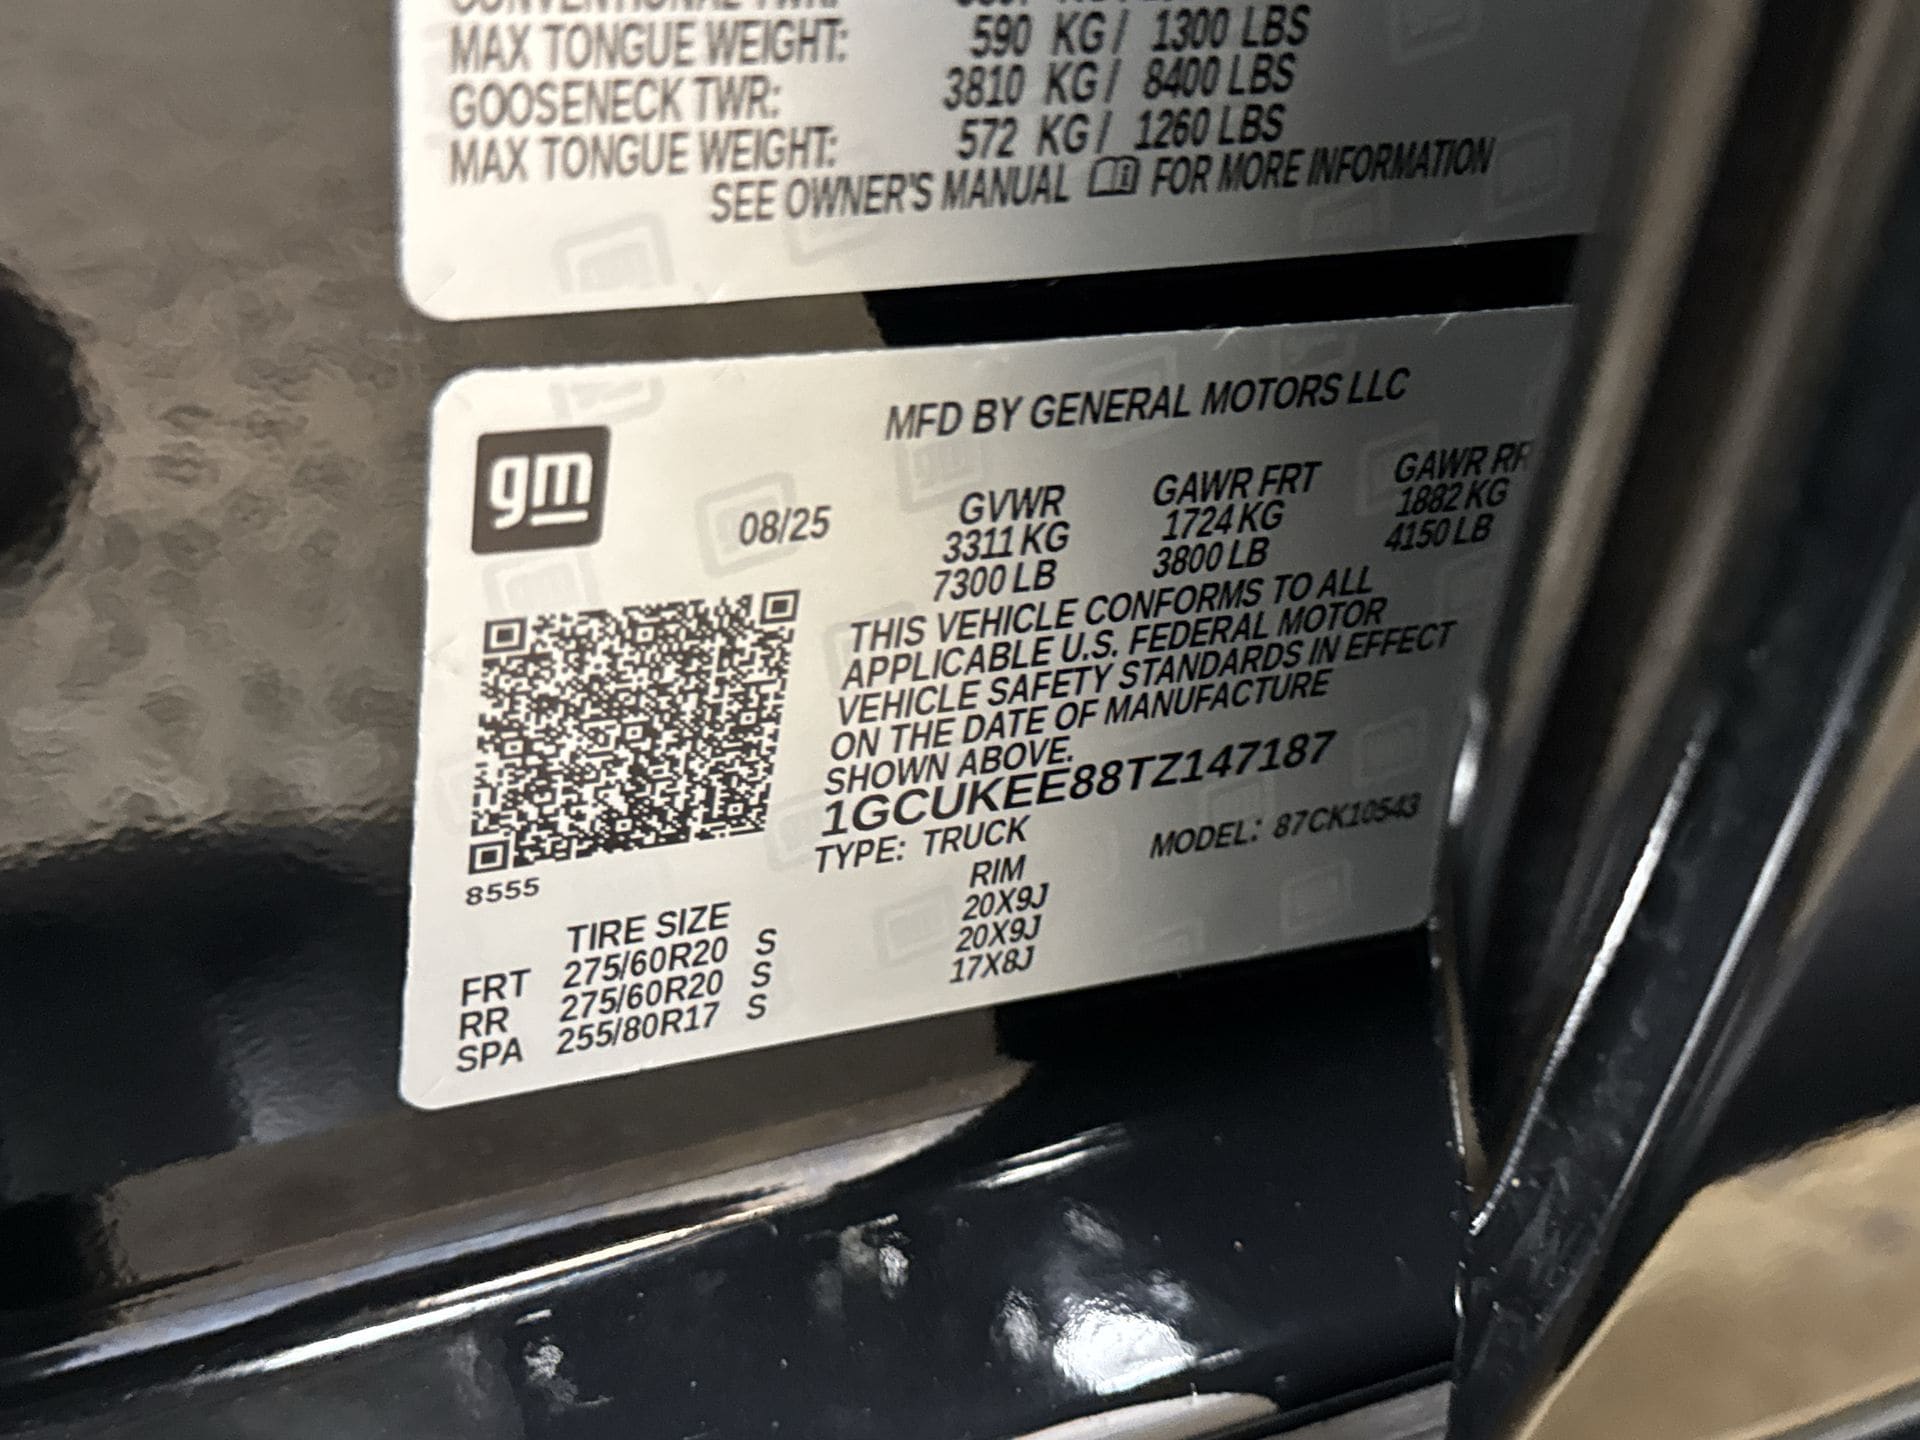 MAX TONGUE WEIGHT: 590 KG / 1300 LBS
GOOSENECK TWR: 3810 KG / 8400 LBS
MAX TONGUE WEIGHT: 572 KG / 1260 LBS
SEE OWNER'S MANUAL FOR MORE INFORMATION
MFD BY GENERAL MOTORS LLC
gm
08/25
GVWR GAWR FRT GAWR RR
3311 KG 1724 KG 1882 KG
7300 LB 3800 LB 4150 LB
THIS VEHICLE CONFORMS TO ALL
APPLICABLE U.S. FEDERAL MOTOR
VEHICLE SAFETY STANDARDS IN EFFECT
ON THE DATE OF MANUFACTURE
SHOWN ABOVE.
1GCUKEE88TZ147187
TYPE: TRUCK MODEL: 87CK10543
8555
TIRE SIZE RIM
FRT 275/60R20 S 20X9J
RR 275/60R20 S 20X9J
SPA 255/80R17 S 17X8J